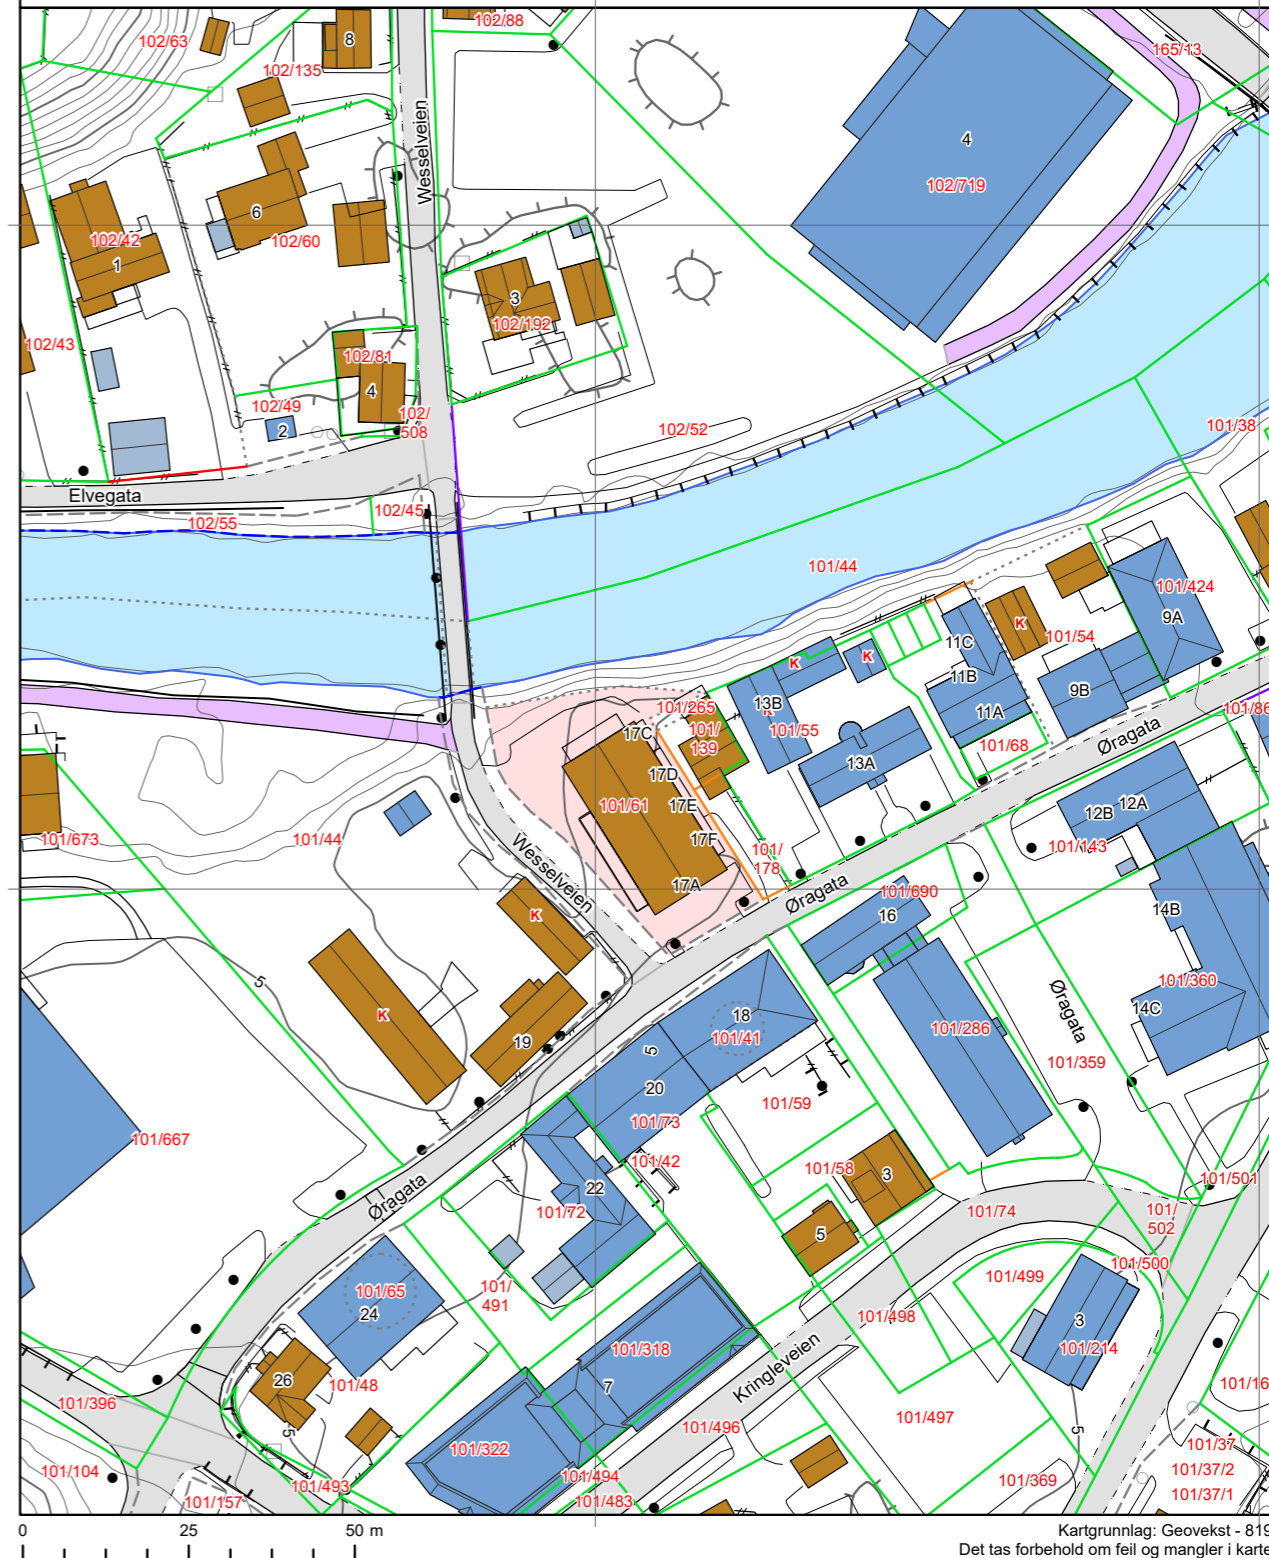 102/88
102/63
8
165/13
102/135
Wesselveien
4
102/719
6
102/42
102/60
1
3
102/192
102/43
102/81
4
102/49
102/
508
2
102/52
101/38
Elvegata
102/45
102/55
101/44
101/424
9A
K
11C
101/54
K
K
11B
9B
13B
K
101/265
11A
101/86
17C
101/
139
101/55
101/68
Øragata
13A
17D
101/61
17E
12A
12B
101/673
101/44
17F
101/143
Wesselveien
101/
178
17A
Øragata
101/690
16
14B
K
5
101/360
Øragata
14C
K
18
101/286
19
101/41
5
101/359
20
101/59
101/73
101/667
101/42
101/58
3
22
101/501
Øragata
101/72
101/74
101/
502
5
101/500
101/65
101/
491
101/499
24
101/498
3
101/318
101/214
Kringleveien
26
101/48
7
101/16
101/396
101/497
101/496
5
5
101/322
101/37
101/104
101/494
101/37/2
101/493
101/369
101/157
101/483
101/37/1
0
25
50 m
Kartgrunnlag: Geovekst - 819
Det tas forbehold om feil og mangler i karte